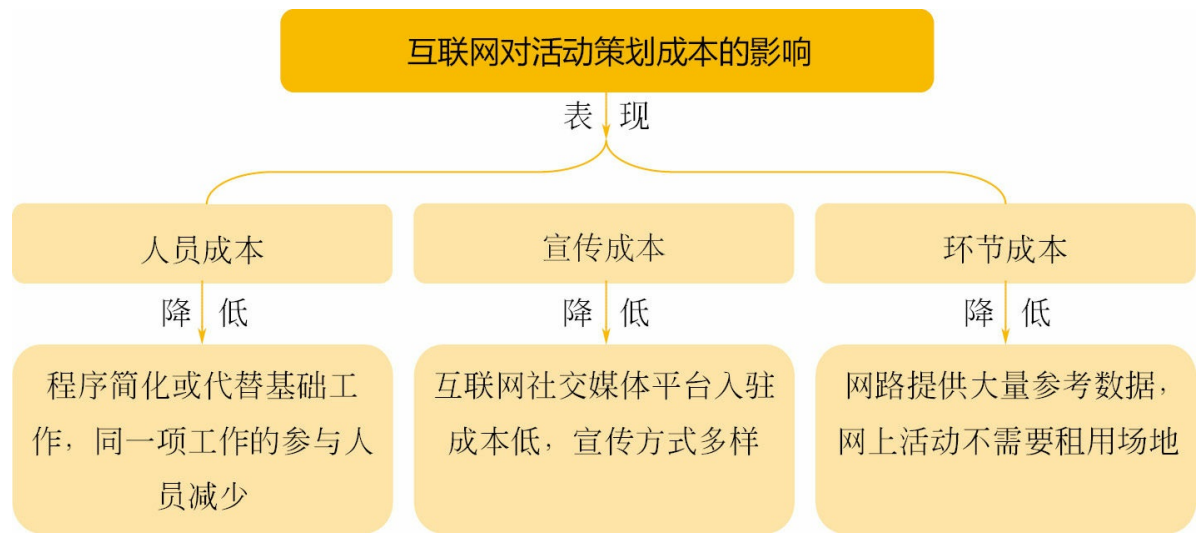 互联网对活动策划成本的影响
表现
人员成本
宣传成本
环节成本
降低
降低
降低
程序简化或代替基础工
作，同一项工作的参与人
员减少
互联网社交媒体平台入驻
成本低，宣传方式多样
网路提供大量参考数据，
网上活动不需要租用场地